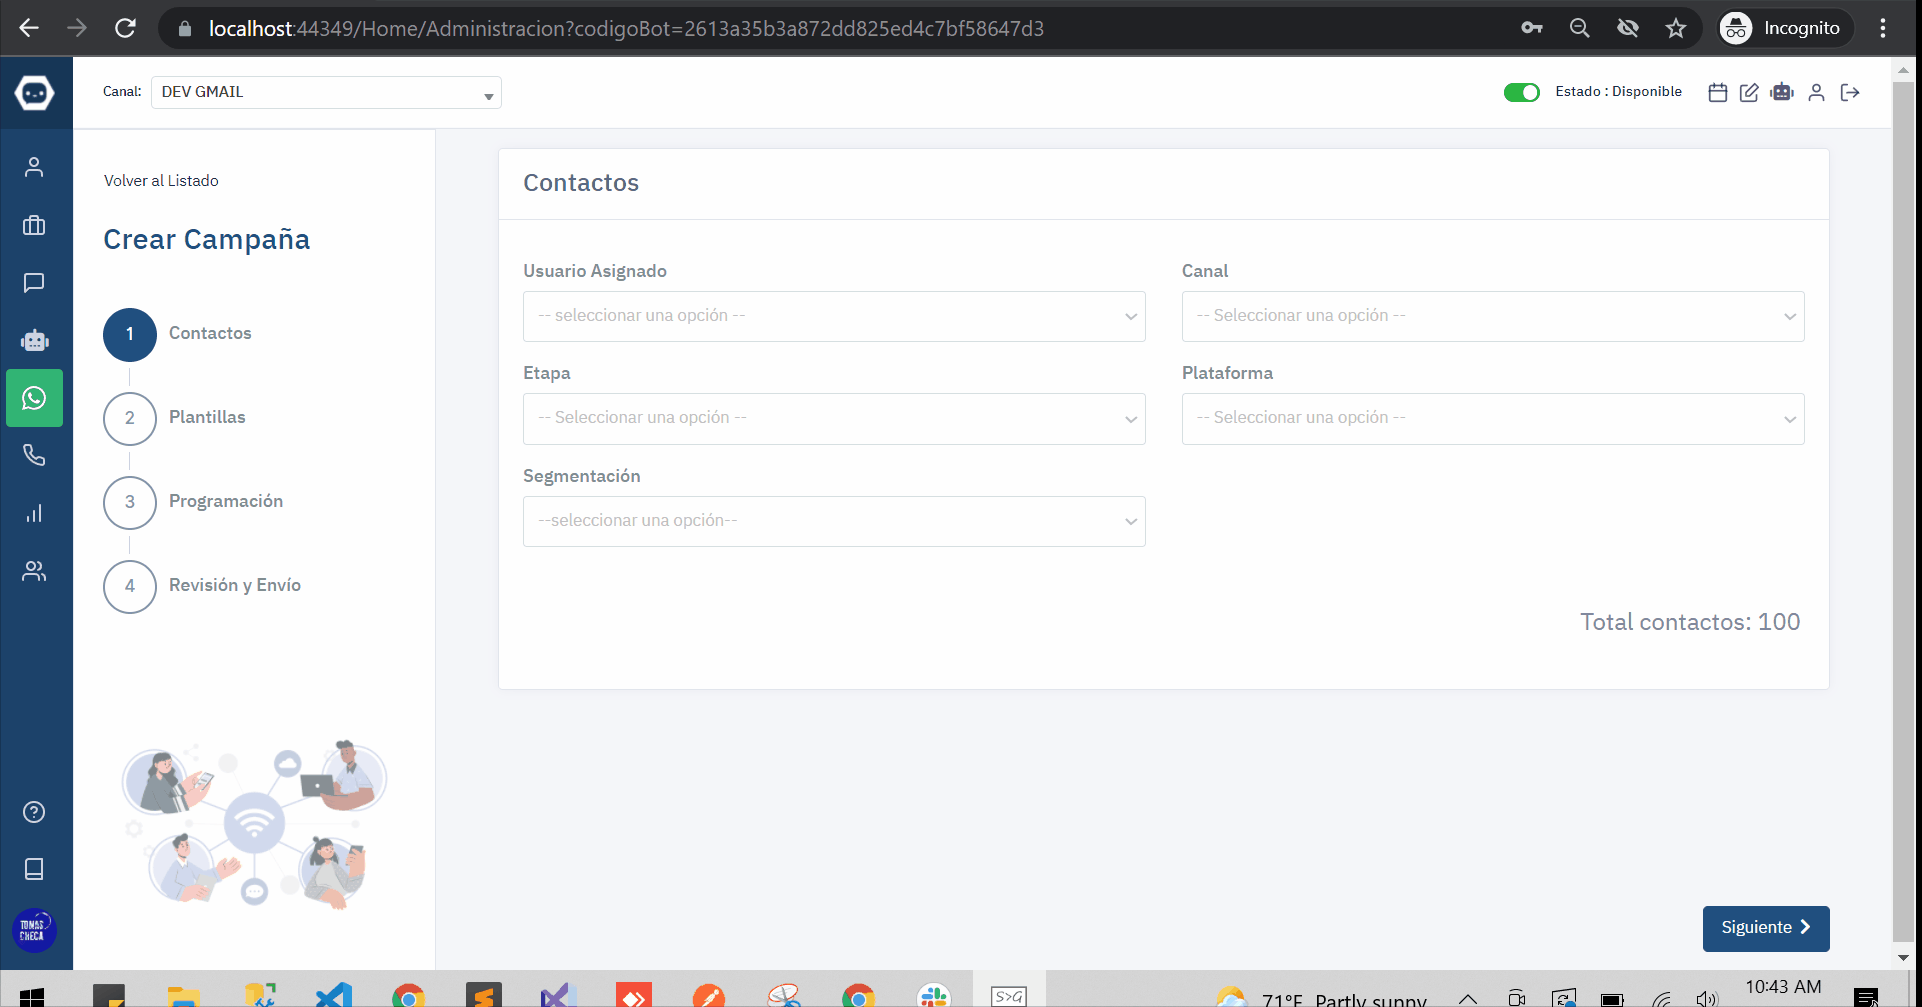 localhost:44349/Home/Administracion?codigoBot=2613a35b3a872dd825ed4c7bf58647d3
Incognito
Canal:
DEV GMAIL
Estado : Disponible
Volver al Listado
Crear Campaña
1
Contactos
2
Plantillas
3
Programación
4
Revisión y Envío
Contactos
Usuario Asignado
-- seleccionar una opción --
Canal
-- Seleccionar una opción --
Etapa
-- Seleccionar una opción --
Plataforma
-- Seleccionar una opción --
Segmentación
--seleccionar una opción--
Total contactos: 100
Siguiente
TOMAS
CHECA
S>G
71°F Partly sunny
10:43 AM